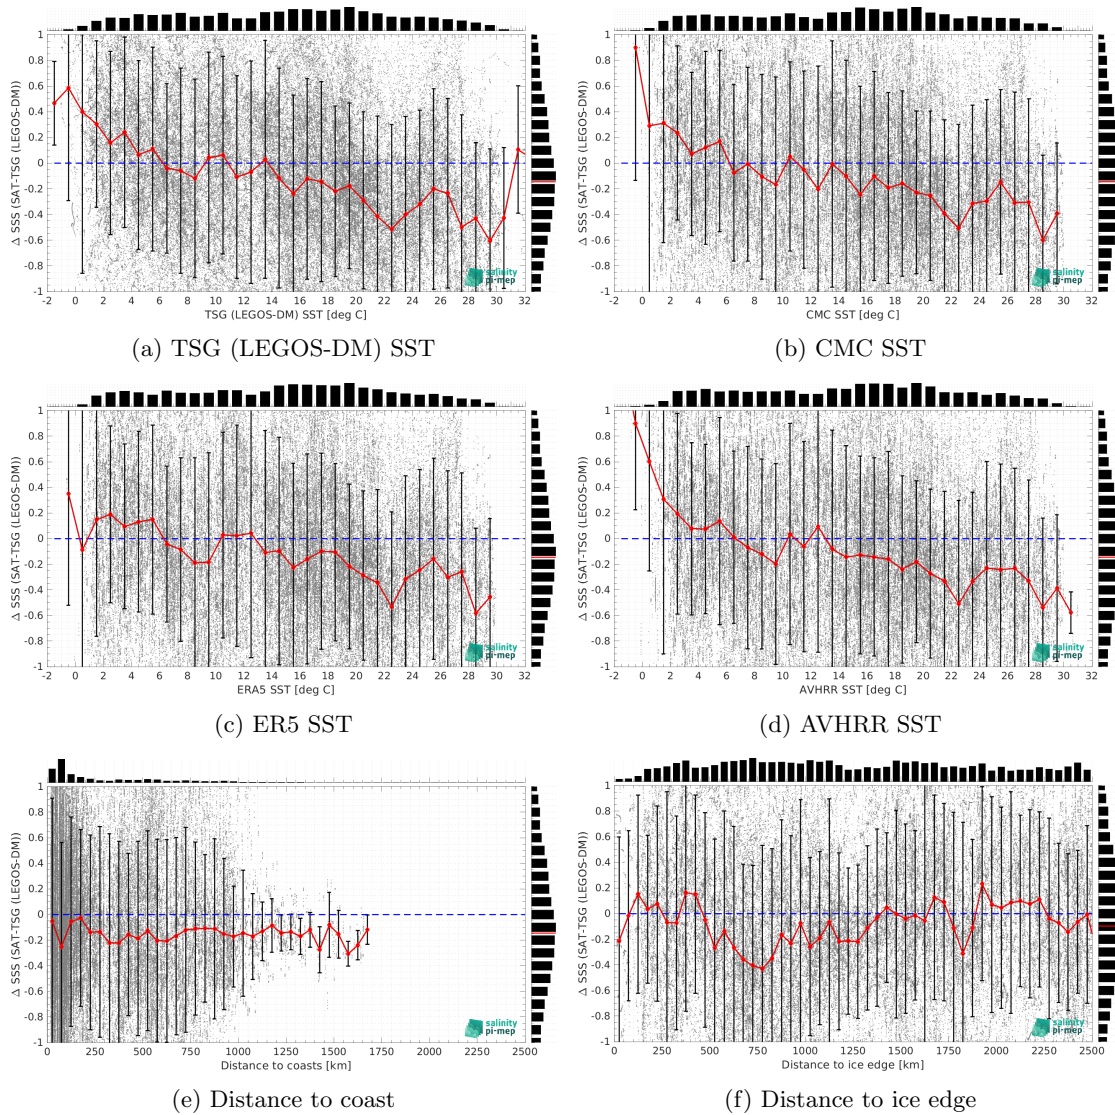 1
0.8
0.6
0.4
0.2
0
-0.2
-0.4
-0.6
-0.8
-1
Δ SSS (SAT-TSG (LEGOS-DM))
salinity
pi-mep
-2 0 2 4 6 8 10 12 14 16 18 20 22 24 26 28 30 32
TSG (LEGOS-DM) SST [deg C]
(a) TSG (LEGOS-DM) SST
1
0.8
0.6
0.4
0.2
0
-0.2
-0.4
-0.6
-0.8
-1
Δ SSS (SAT-TSG (LEGOS-DM))
salinity
pi-mep
-2 0 2 4 6 8 10 12 14 16 18 20 22 24 26 28 30 32
CMC SST [deg C]
(b) CMC SST
1
0.8
0.6
0.4
0.2
0
-0.2
-0.4
-0.6
-0.8
-1
Δ SSS (SAT-TSG (LEGOS-DM))
salinity
pi-mep
-2 0 2 4 6 8 10 12 14 16 18 20 22 24 26 28 30 32
ERA5 SST [deg C]
(c) ER5 SST
1
0.8
0.6
0.4
0.2
0
-0.2
-0.4
-0.6
-0.8
-1
Δ SSS (SAT-TSG (LEGOS-DM))
salinity
pi-mep
-2 0 2 4 6 8 10 12 14 16 18 20 22 24 26 28 30 32
AVHRR SST [deg C]
(d) AVHRR SST
1
0.8
0.6
0.4
0.2
0
-0.2
-0.4
-0.6
-0.8
-1
Δ SSS (SAT-TSG (LEGOS-DM))
salinity
pi-mep
0 250 500 750 1000 1250 1500 1750 2000 2250 2500
Distance to coasts [km]
(e) Distance to coast
1
0.8
0.6
0.4
0.2
0
-0.2
-0.4
-0.6
-0.8
-1
Δ SSS (SAT-TSG (LEGOS-DM))
salinity
pi-mep
0 250 500 750 1000 1250 1500 1750 2000 2250 2500
Distance to ice edge [km]
(f) Distance to ice edge